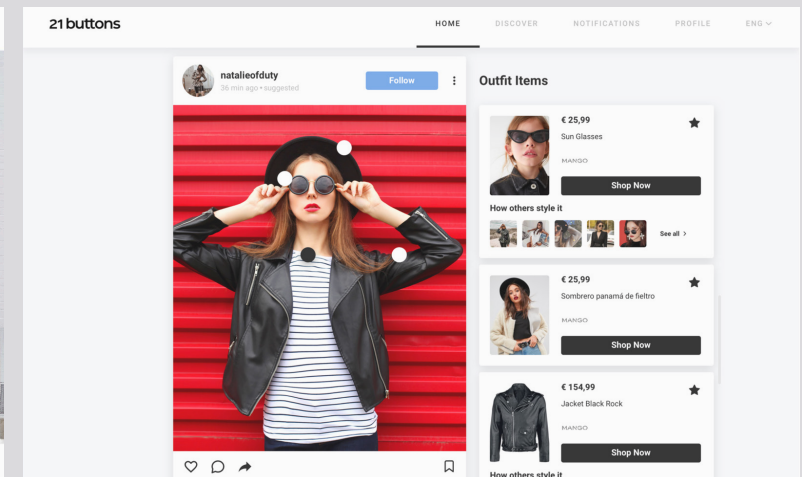 21 buttons
HOME DISCOVER NOTIFICATIONS PROFILE ENG
natalieofduty
36 min ago • suggested
Follow
Outfit Items
€ 25,99
Sun Glasses
MANGO
Shop Now
How others style it
See all >
€ 25,99
Sombrero panamá de fieltro
MANGO
Shop Now
€ 154,99
Jacket Black Rock
MANGO
Shop Now
How others style it